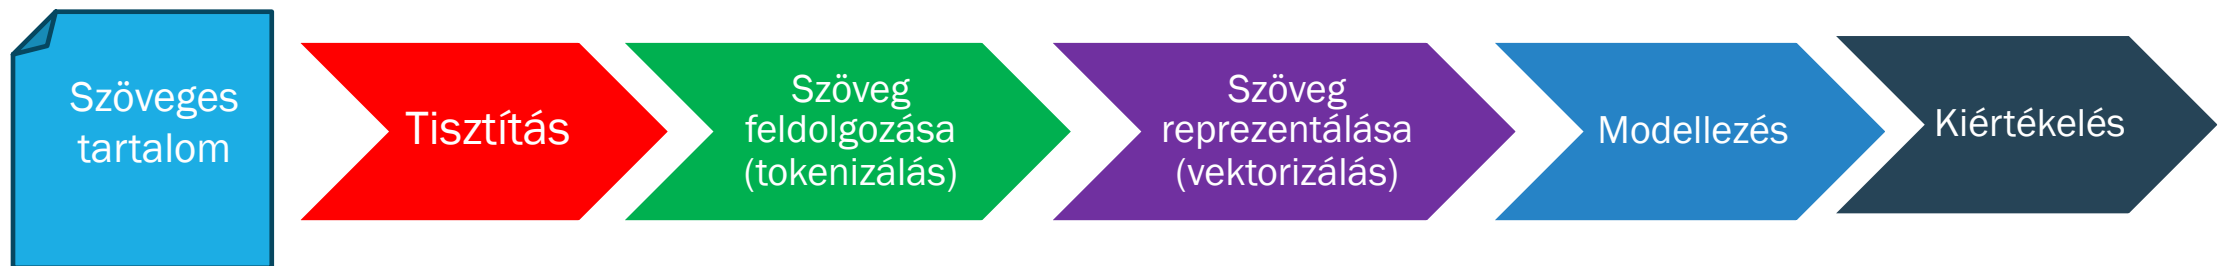 Szöveges
tartalom
Tisztítás
Szöveg
feldolgozása
(tokenizálás)
Szöveg
reprezentálása
(vektorizálás)
Modellezés
Kiértékelés